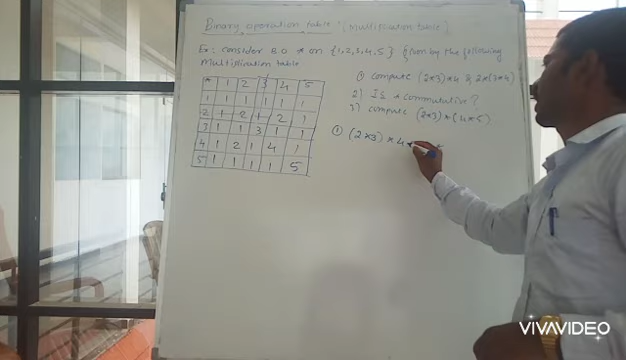 Binary operation table (Multiplication table)
Ex: consider B.O * on {1,2,3,4,5} given by the following
Multiplication table
* 1 2 3 4 5
1 1 1 1 1 1
2 1 2 1 2 1
3 1 1 3 1 1
4 1 2 1 4 1
5 1 1 1 1 5
1) compute (2*3)*4 & 2*(3*4)
2) Is * commutative?
3) compute (2*3)*(4*5)
① (2*3)*4
VIVAVIDEO